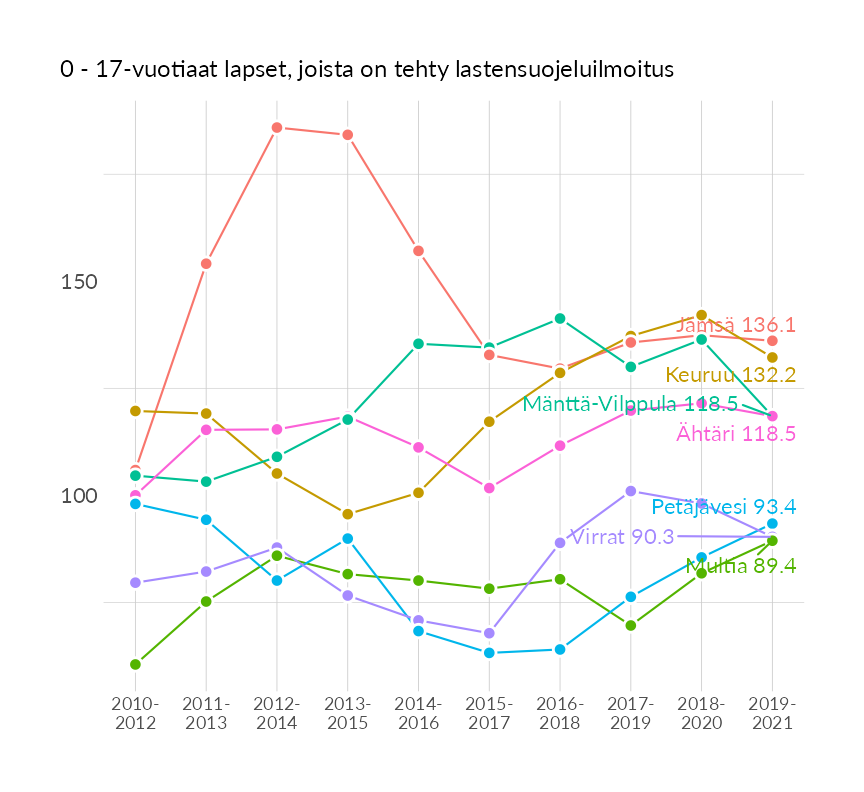 0 - 17-vuotiaat lapset, joista on tehty lastensuojeluilmoitus
150
Jämsä 136.1
Keuruu 132.2
Mänttä-Vilppula 118.5
Ähtäri 118.5
100
Petäjävesi 93.4
Virrat 90.3
Multia 89.4
2010-
2012
2011-
2013
2012-
2014
2013-
2015
2014-
2016
2015-
2017
2016-
2018
2017-
2019
2018-
2020
2019-
2021